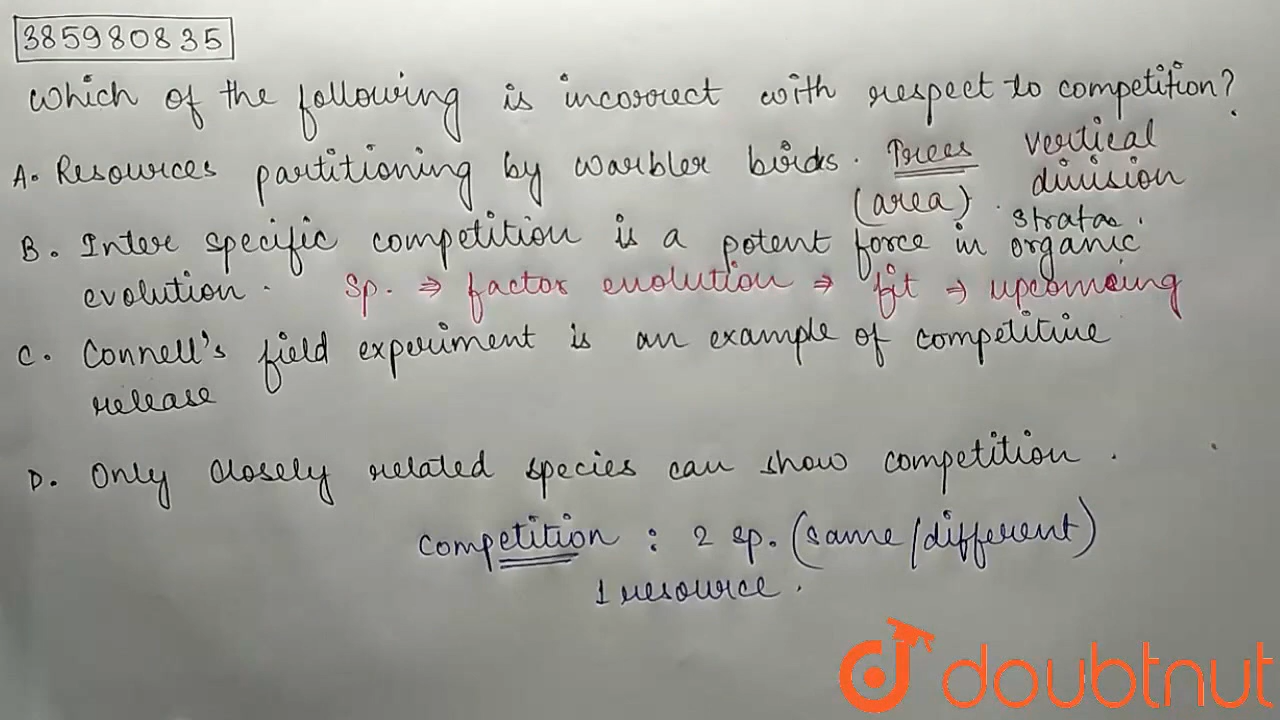 385980835
Which of the following is incorrect with respect to competition?
A. Resources partitioning by warbler birds. Trees vertical
(area). division
stratas.
B. Inter specific competition is a potent force in organic
evolution. Sp. ⇒ factor evolution ⇒ fit → upcomeing
C. Connell's field experiment is an example of competitive
release
D. Only closely related species can show competition.
competition : 2 sp. (same/different)
1 resource.
doubtnut